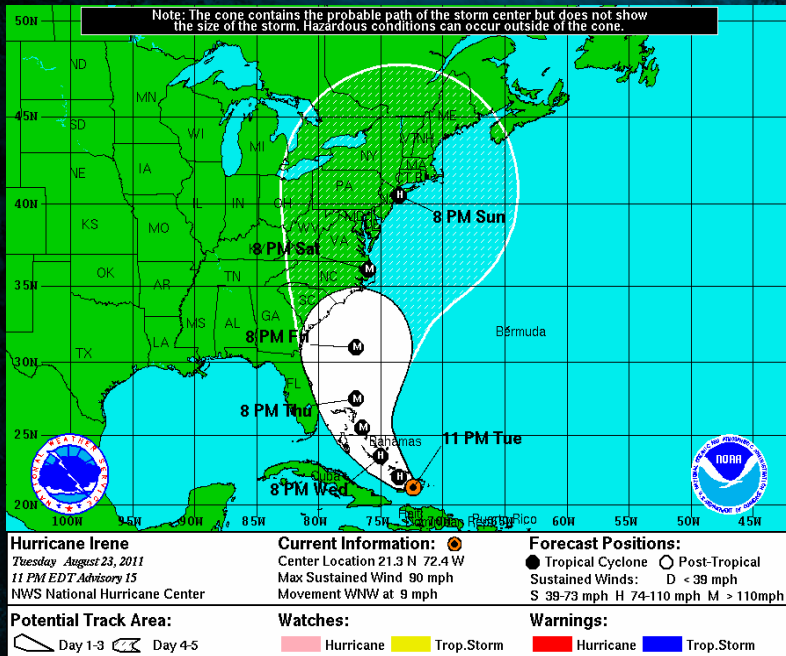 Note: The cone contains the probable path of the storm center but does not show
the size of the storm. Hazardous conditions can occur outside of the cone.
50N
45N
40N
35N
30N
25N
20N
ND
MN
SD
WI
MI
ME
VT
NH
NY
MA
CT
RI
NE
IA
PA
IL
IN
OH
8 PM Sun
KS
MO
WV
VA
8 PM Sat
OK
AR
TN
NC
SC
MS
AL
GA
Bermuda
8 PM Fri
TX
LA
FL
8 PM Thu
11 PM Tue
Bahamas
Cuba
8 PM Wed
Puerto Rico
H
M
M
M
M
H
H
NATIONAL WEATHER SERVICE
NOAA
100W 95W 90W 85W 80W 75W 70W 65W 60W 55W 50W 45W
Hurricane Irene
Tuesday August 23, 2011
11 PM EDT Advisory 15
NWS National Hurricane Center
Current Information:
Center Location 21.3 N 72.4 W
Max Sustained Wind 90 mph
Movement WNW at 9 mph
Forecast Positions:
Tropical Cyclone Post-Tropical
Sustained Winds: D < 39 mph
S 39-73 mph H 74-110 mph M > 110mph
Potential Track Area:
Day 1-3 Day 4-5
Watches:
Hurricane Trop.Storm
Warnings:
Hurricane Trop.Storm